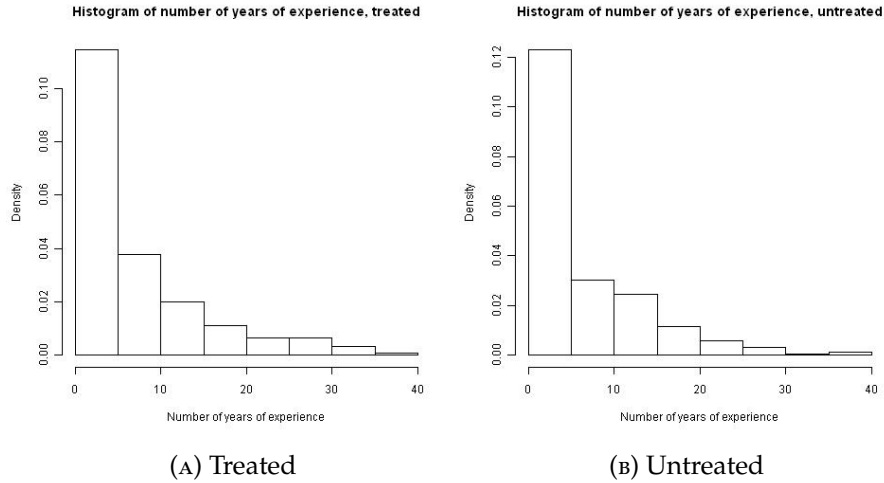 Histogram of number of years of experience, treated
Density
0.00
0.02
0.04
0.06
0.08
0.10
0 10 20 30 40
Number of years of experience
(A) Treated
Histogram of number of years of experience, untreated
Density
0.00
0.02
0.04
0.06
0.08
0.10
0.12
0 10 20 30 40
Number of years of experience
(B) Untreated